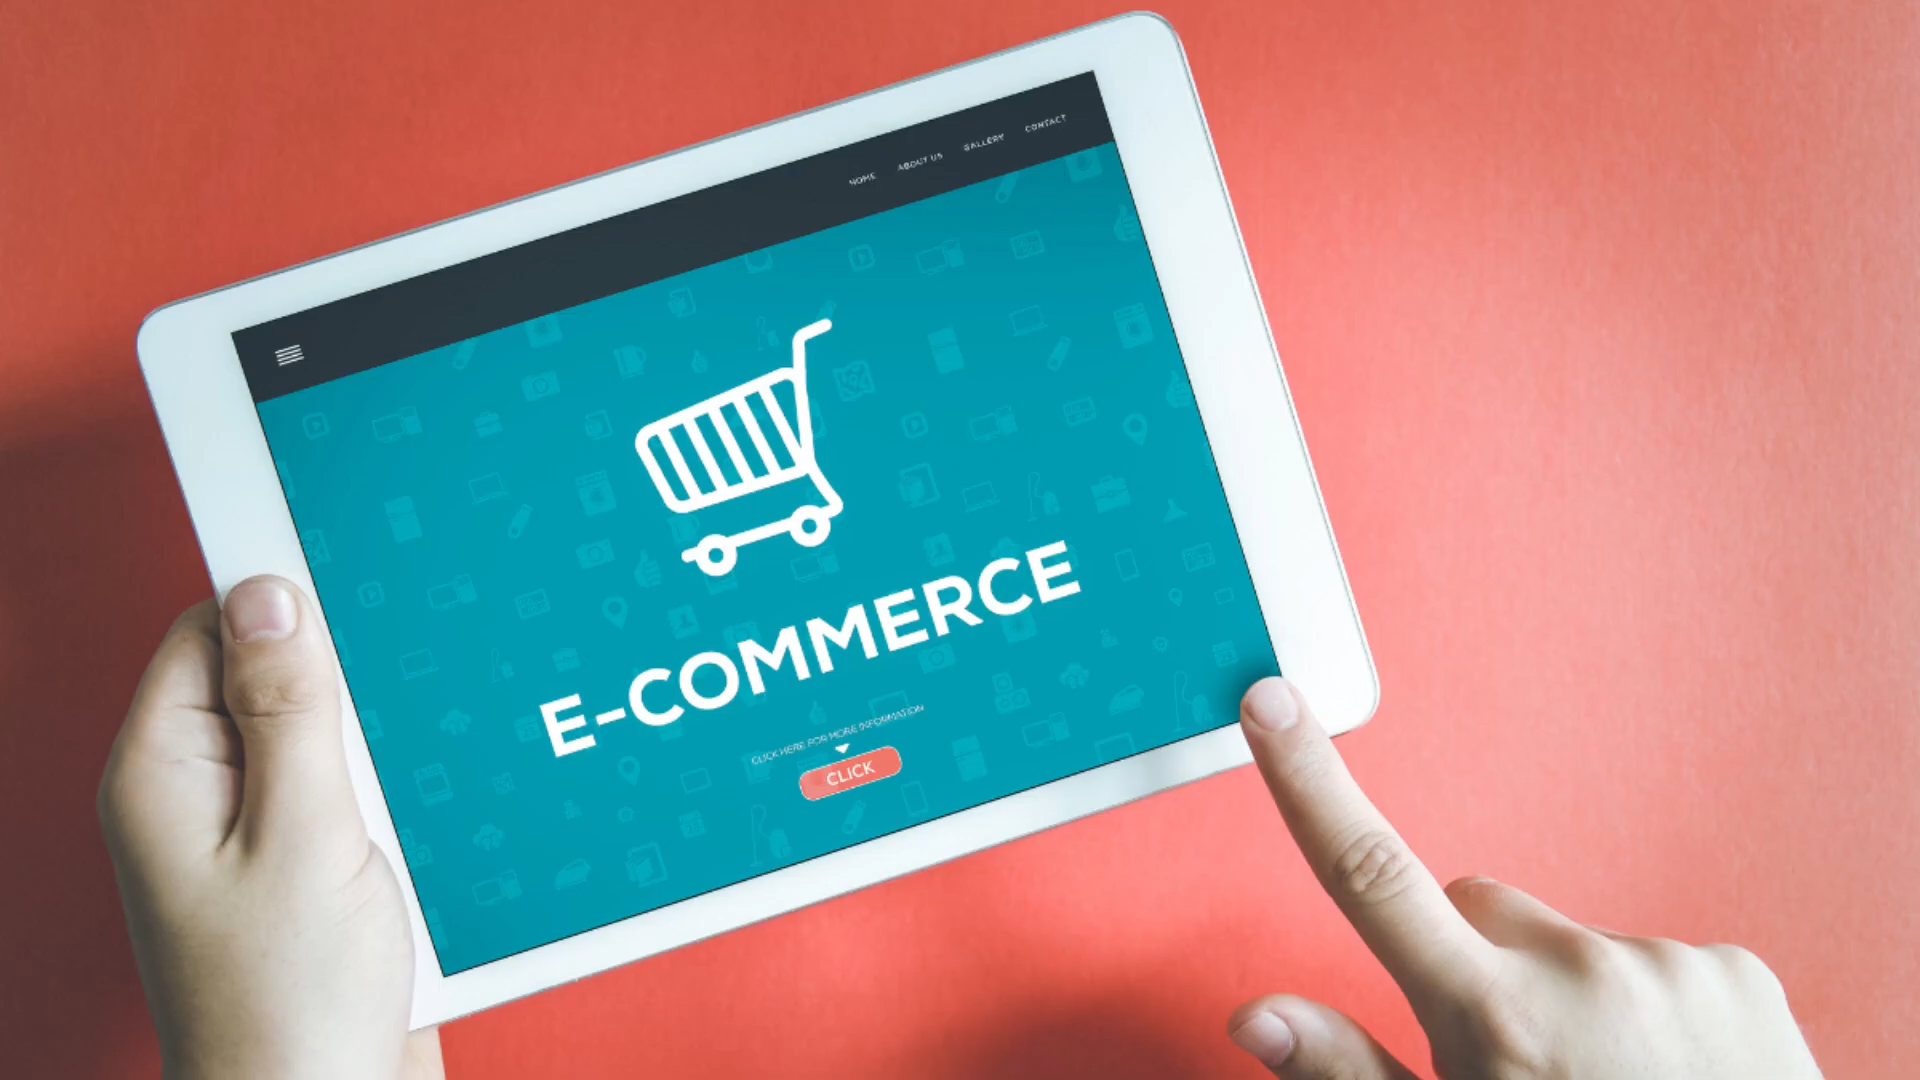 HOME ABOUT US GALLERY CONTACT
E-COMMERCE
CLICK HERE FOR MORE INFORMATION
CLICK